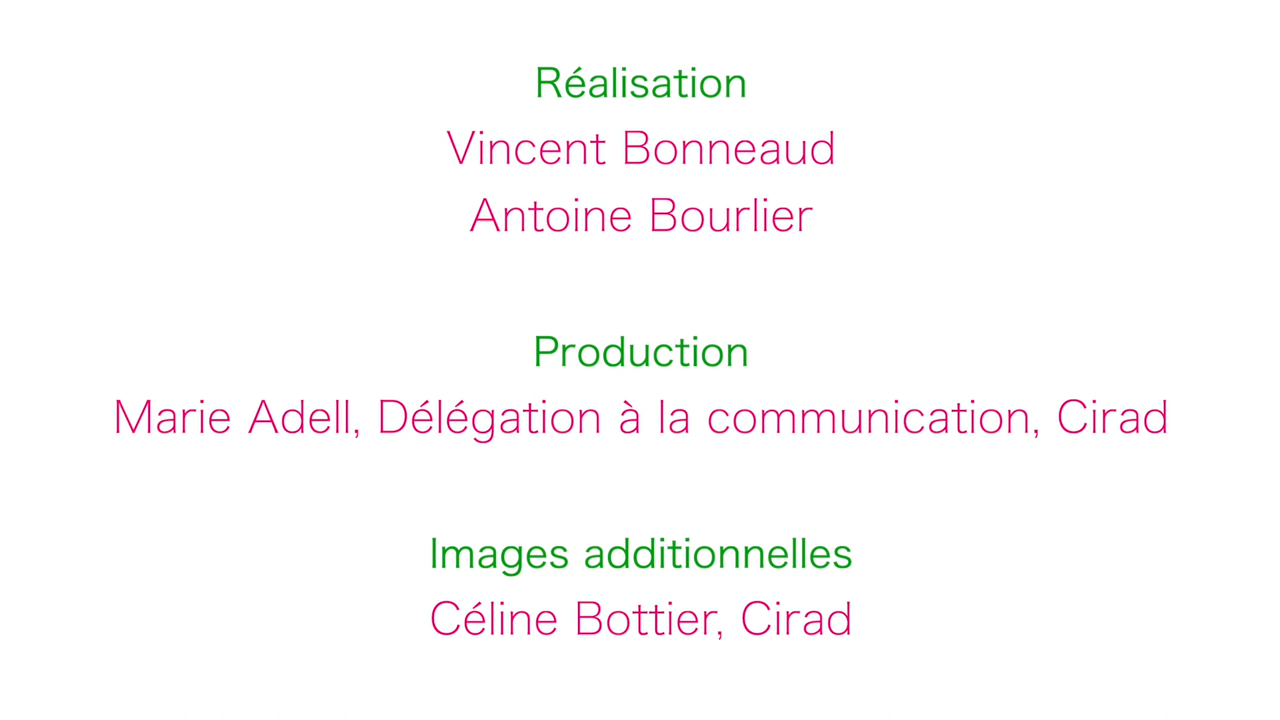 Réalisation
Vincent Bonneaud
Antoine Bourlier
Production
Marie Adell, Délégation à la communication, Cirad
Images additionnelles
Céline Bottier, Cirad